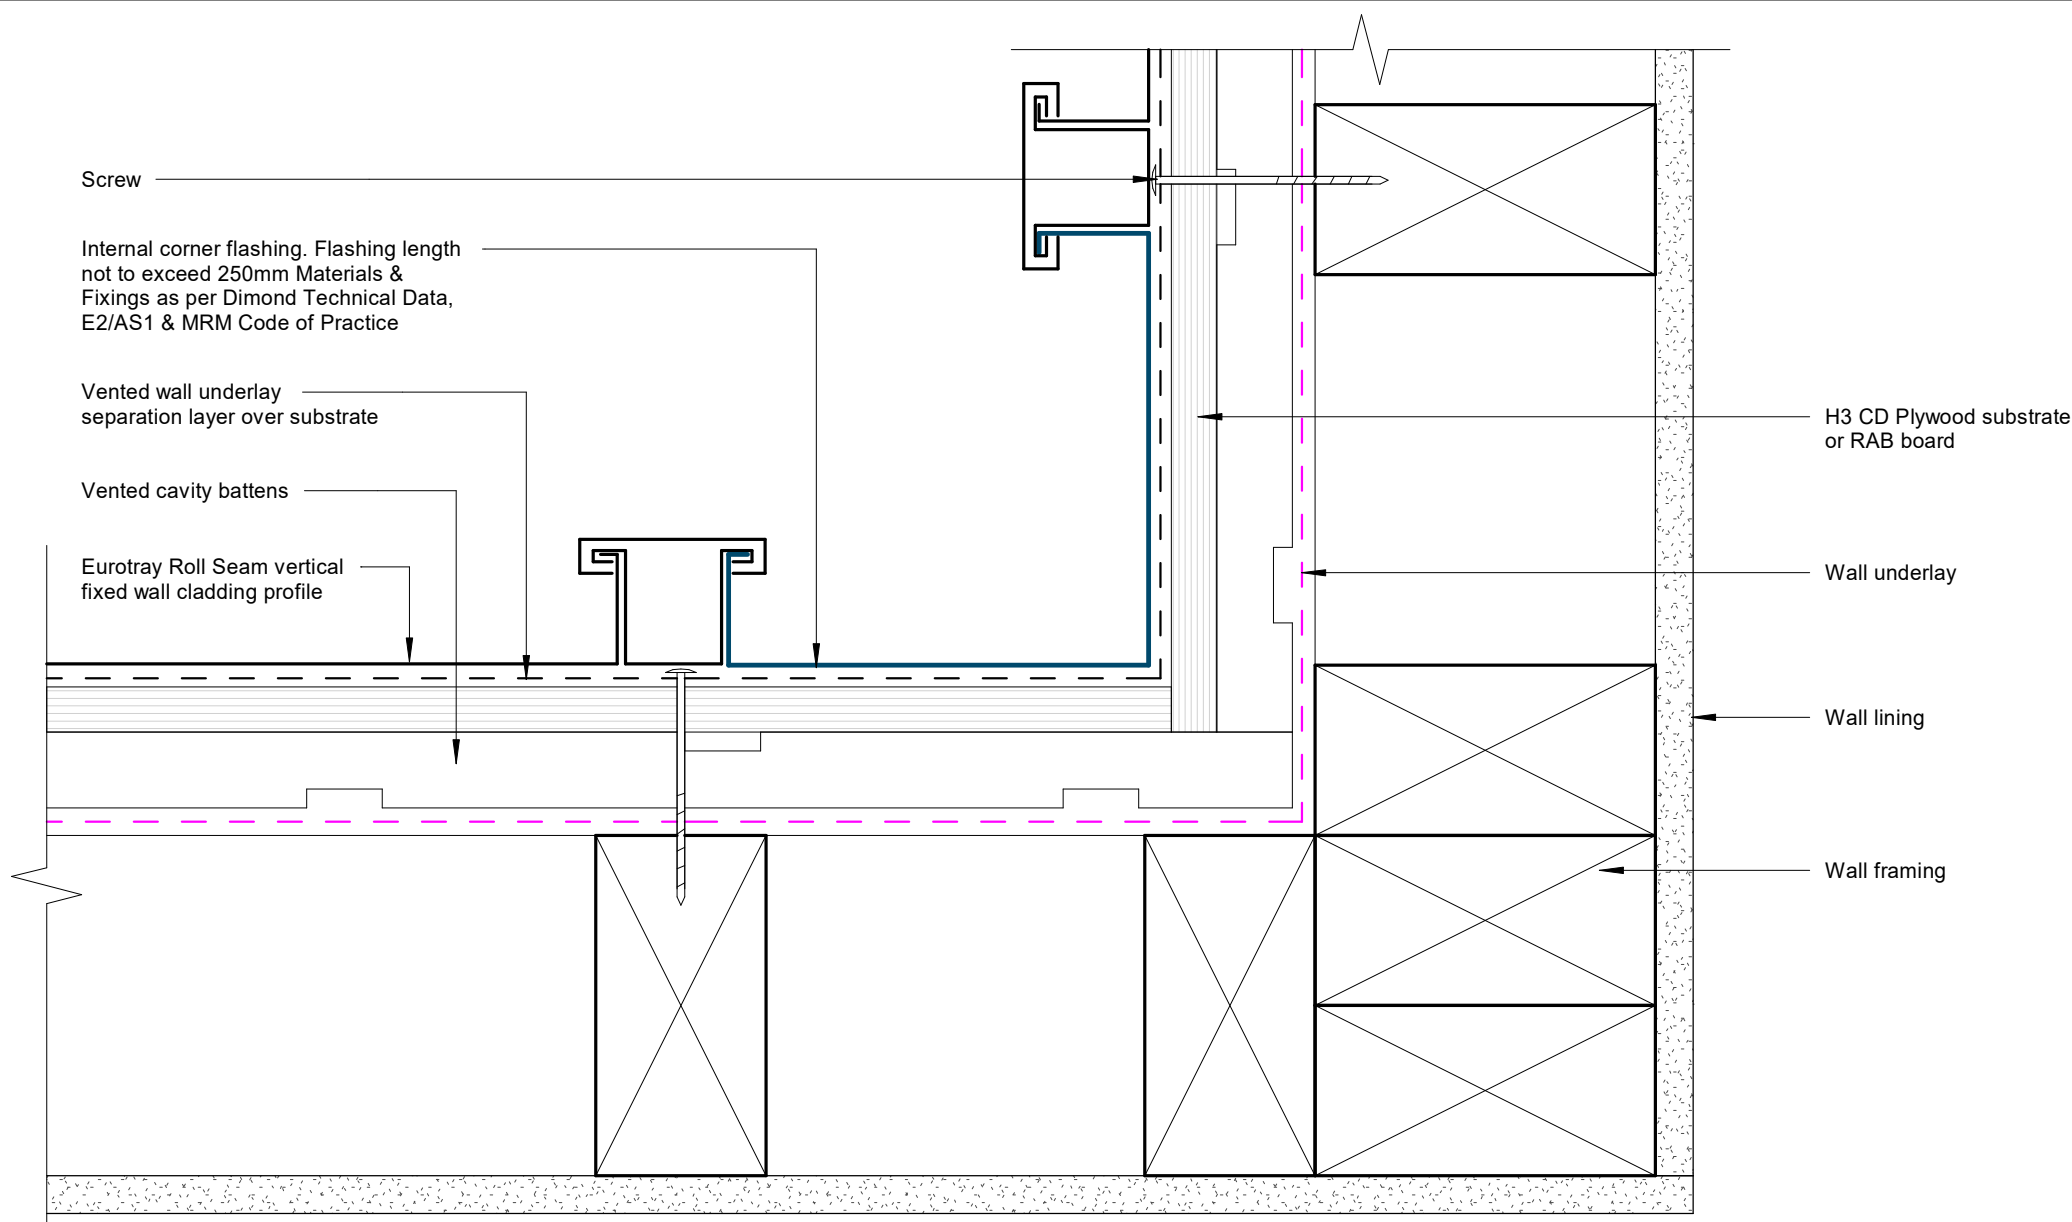 Screw
Internal corner flashing. Flashing length
not to exceed 250mm Materials &
Fixings as per Dimond Technical Data,
E2/AS1 & MRM Code of Practice
Vented wall underlay
separation layer over substrate
Vented cavity battens
Eurotray Roll Seam vertical
fixed wall cladding profile
H3 CD Plywood substrate
or RAB board
Wall underlay
Wall lining
Wall framing